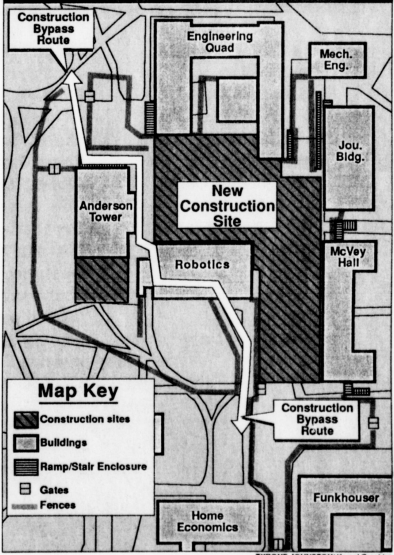 Construction
Bypass
Route
Engineering
Quad
Mech.
Eng.
Jou.
Bldg.
New
Construction
Site
Anderson
Tower
Robotics
McVey
Hall
Map Key
Construction sites
Buildings
Ramp/Stair Enclosure
Gates
Fences
Construction
Bypass
Route
Funkhouser
Home
Economics